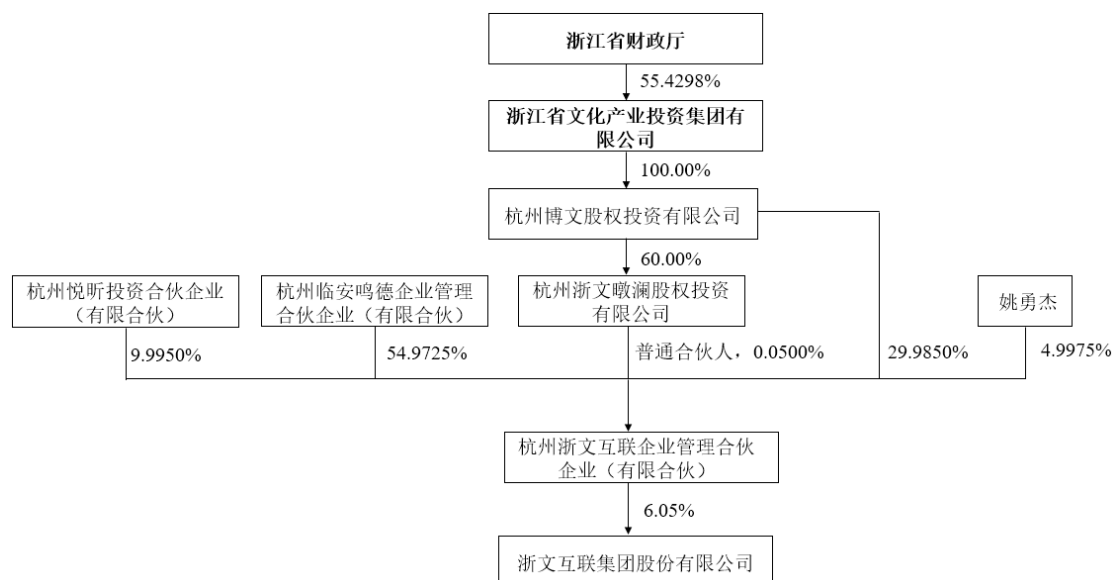 浙江省财政厅
55.4298%
浙江省文化产业投资集团有
限公司
100.00%
杭州博文股权投资有限公司
60.00%
杭州悦昕投资合伙企业
（有限合伙）
杭州临安鸣德企业管理
合伙企业（有限合伙）
杭州浙文暾澜股权投资
有限公司
姚勇杰
9.9950%
54.9725%
普通合伙人，0.0500%
29.9850%
4.9975%
杭州浙文互联企业管理合伙
企业（有限合伙）
6.05%
浙文互联集团股份有限公司